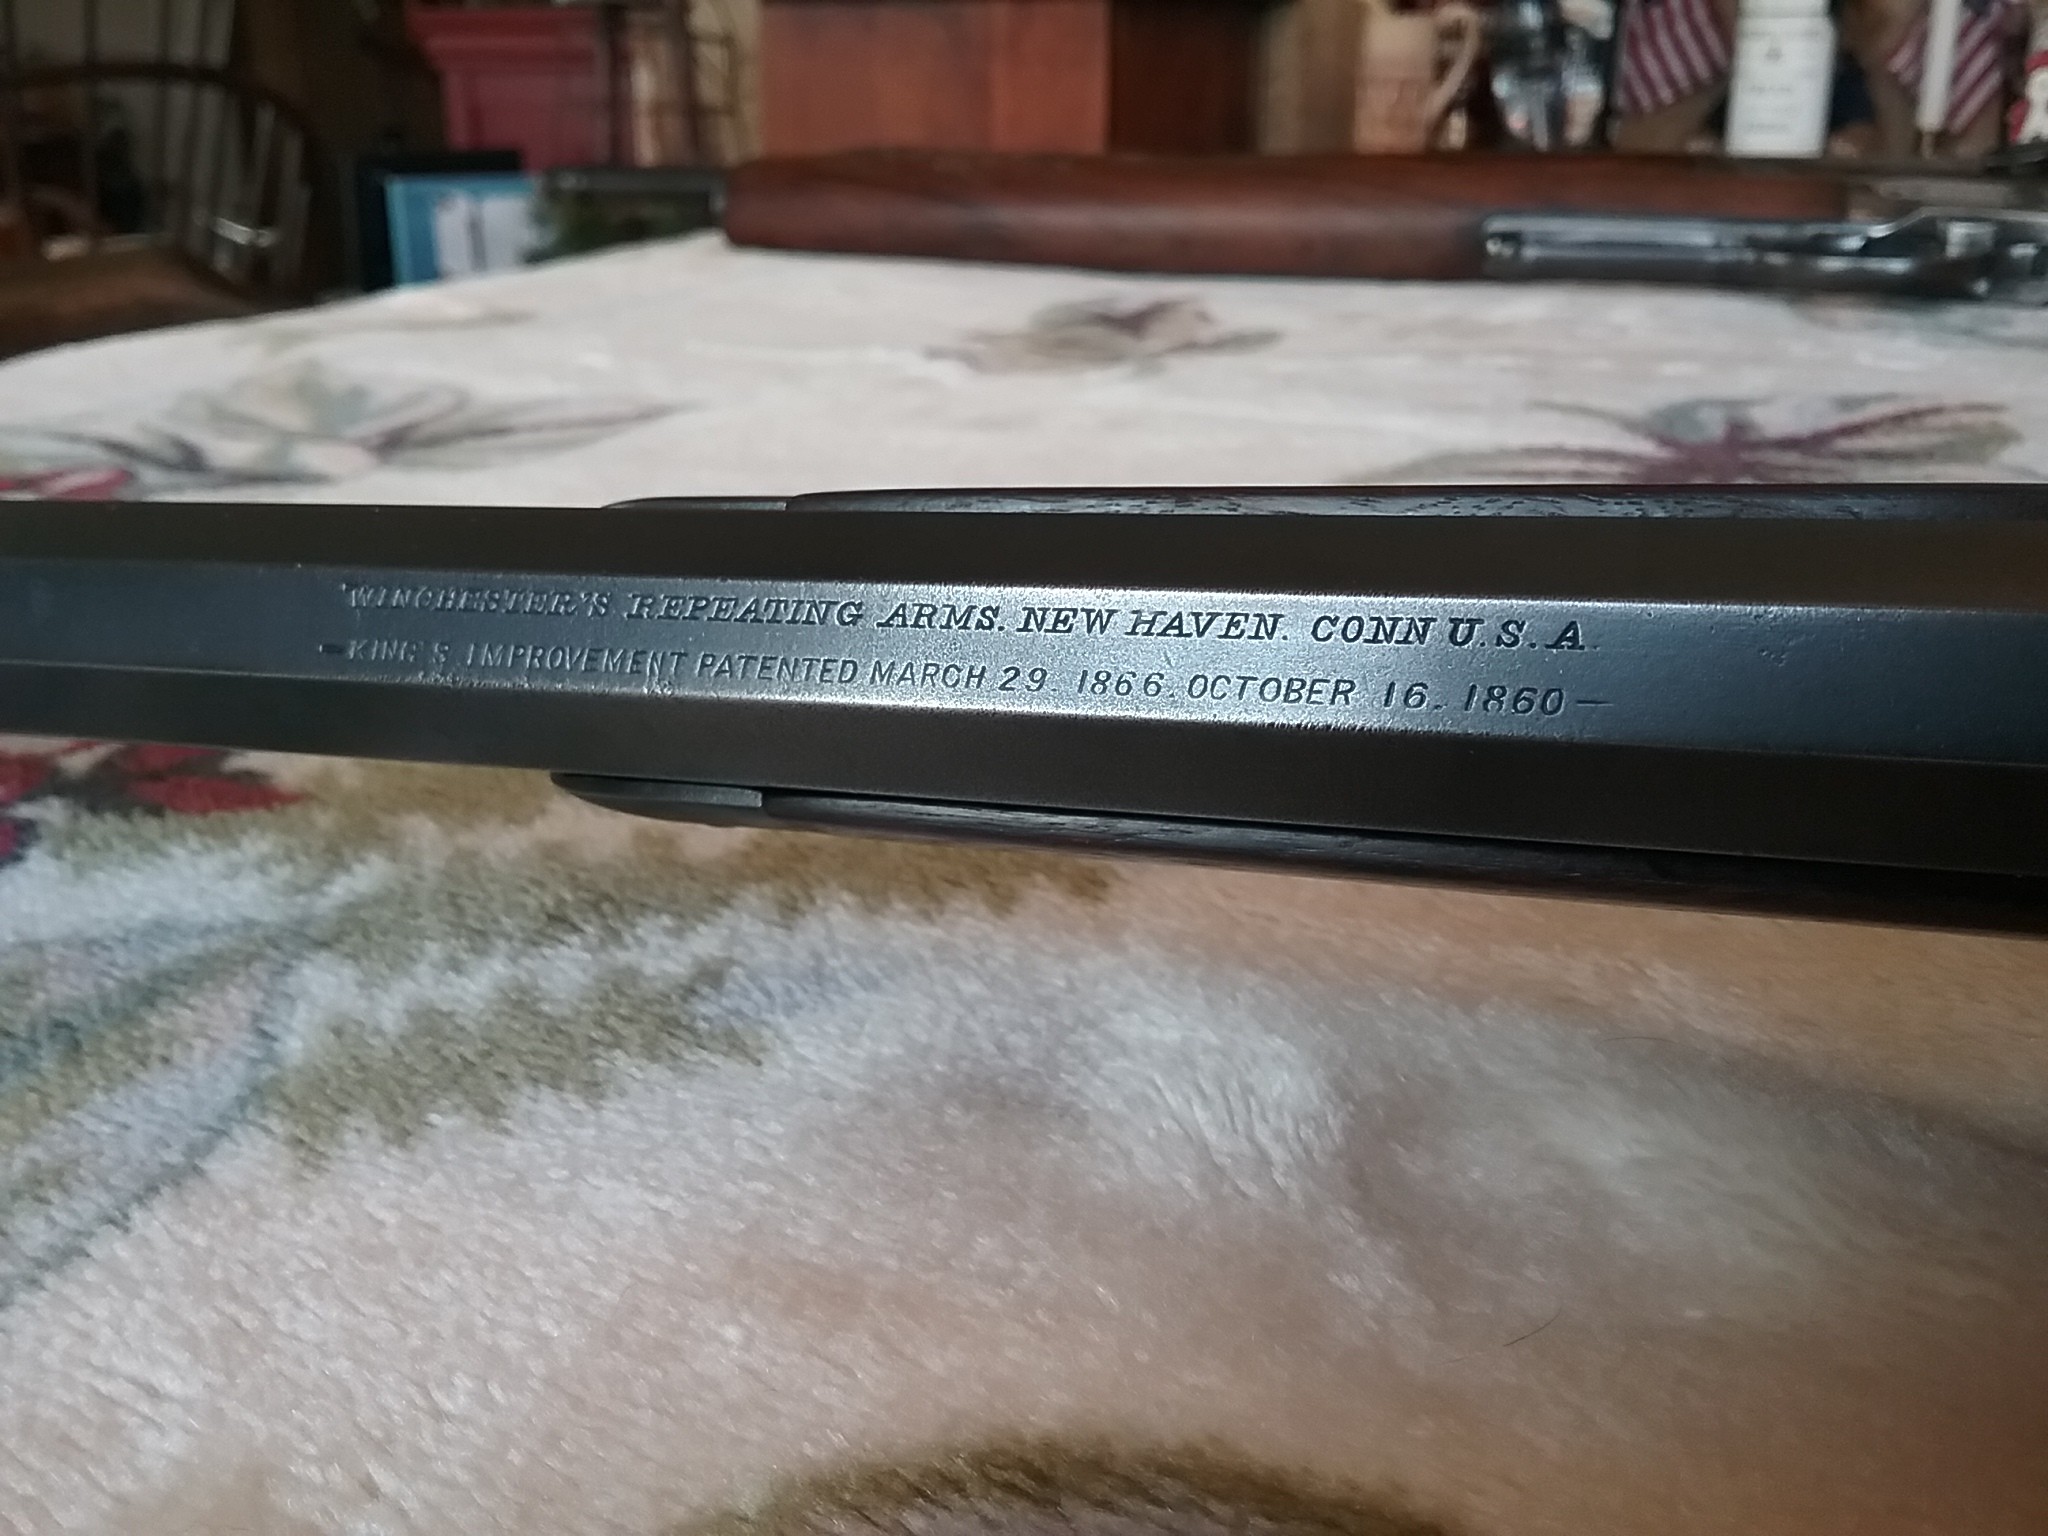 WINCHESTER'S REPEATING ARMS. NEW HAVEN. CONN U.S.A.
—KING'S IMPROVEMENT PATENTED MARCH 29. 1866. OCTOBER 16. 1860—